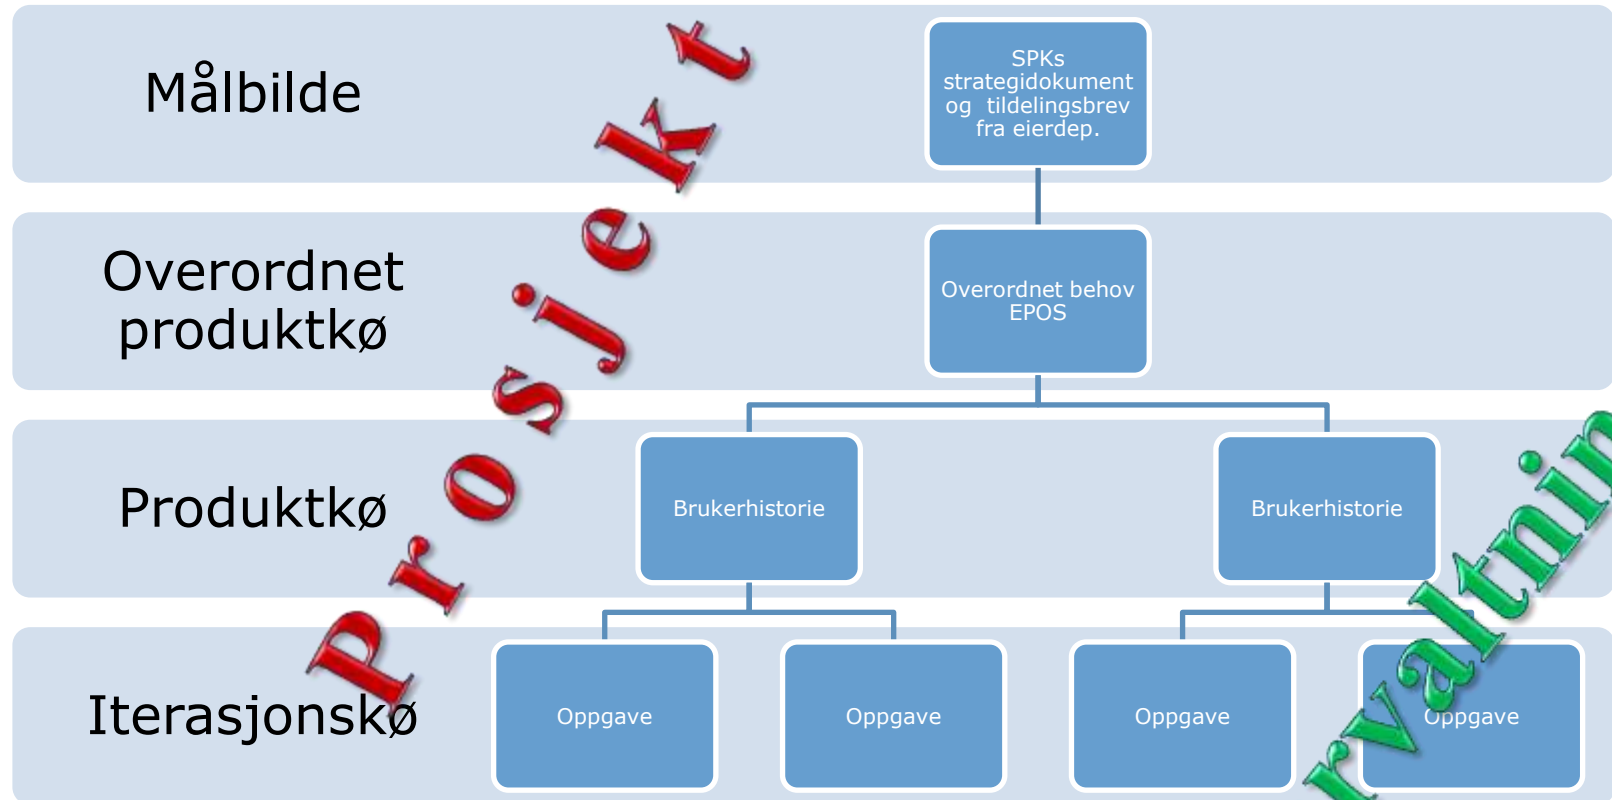 Målbilde
SPKs
strategidokument
og tildelingsbrev
fra eierdep.
Overordnet
produktkø
Overordnet behov
EPOS
Produktkø
Brukerhistorie
Brukerhistorie
Iterasjonskø
Oppgave
Oppgave
Oppgave
Oppgave
Prosjekt
rvaltnin